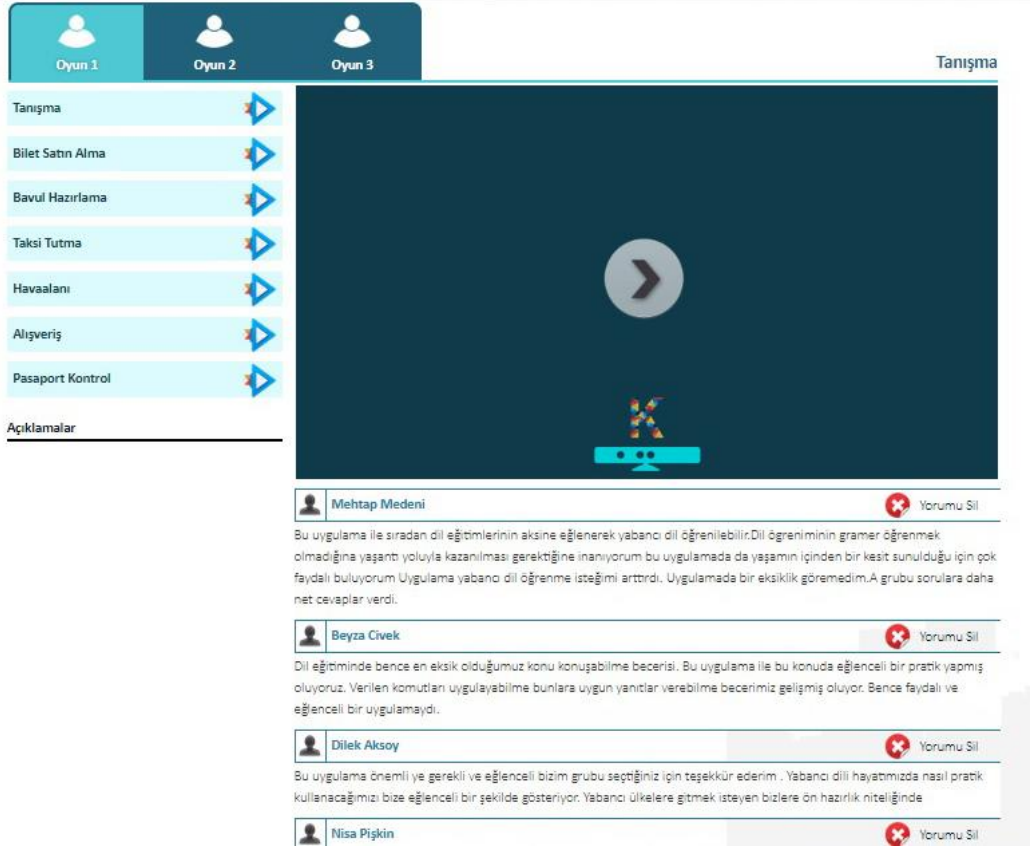 Oyun 1
Oyun 2
Oyun 3
Tanışma
Tanışma
Bilet Satın Alma
Bavul Hazırlama
Taksi Tutma
Havaalanı
Alışveriş
Pasaport Kontrol
Açıklamalar
K
Mehtap Medeni
Yorumu Sil
Bu uygulama ile sıradan dil eğitimlerinin aksine eğlenerek yabancı dil öğrenilebilir.Dil ögreniminin gramer öğrenmek
olmadığına yaşantı yoluyla kazanılması gerektiğine inanıyorum bu uygulamada da yaşamın içinden bir kesit sunulduğu için çok
faydalı buluyorum Uygulama yabancı dil öğrenme isteğimi arttırdı. Uygulamada bir eksiklik göremedim.A grubu sorulara daha
net cevaplar verdi.
Beyza Civek
Yorumu Sil
Dil eğitiminde bence en eksik olduğumuz konu konuşabilme becerisi. Bu uygulama ile bu konuda eğlenceli bir pratik yapmış
oluyoruz. Verilen komutları uygulayabilme bunlara uygun yanıtlar verebilme becerimiz gelişmiş oluyor. Bence faydalı ve
eğlenceli bir uygulamaydı.
Dilek Aksoy
Yorumu Sil
Bu uygulama önemli ye gerekli ve eğlenceli bizim grubu seçtiğiniz için teşekkür ederim . Yabancı dili hayatımızda nasıl pratik
kullanacağımızı bize eğlenceli bir şekilde gösteriyor. Yabancı ülkelere gitmek isteyen bizlere ön hazırlık niteliğinde
Nisa Pişkin
Yorumu Sil